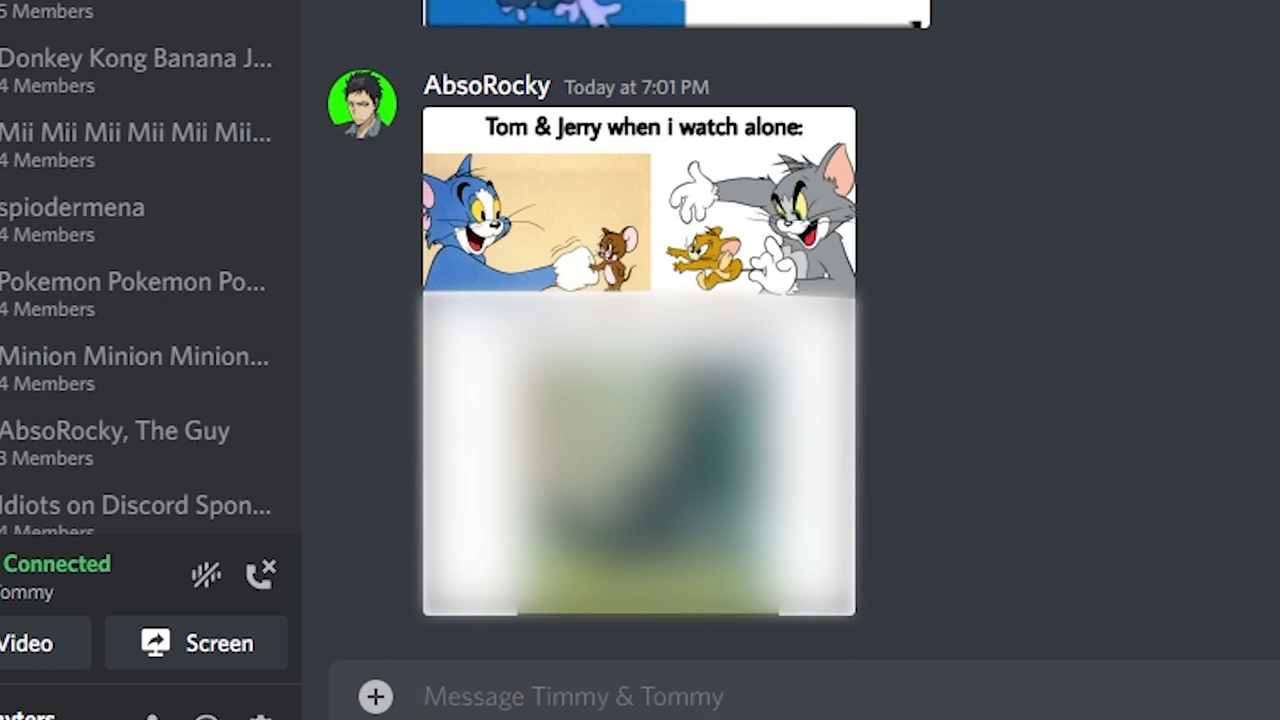 5 Members
Donkey Kong Banana J...
4 Members
Mii Mii Mii Mii Mii Mii...
4 Members
spiodermena
4 Members
Pokemon Pokemon Po...
4 Members
Minion Minion Minion...
4 Members
AbsoRocky, The Guy
3 Members
Idiots on Discord Spon...
4 Members
Connected
Tommy
Video
Screen
AbsoRocky Today at 7:01 PM
Tom & Jerry when i watch alone:
Message Timmy & Tommy